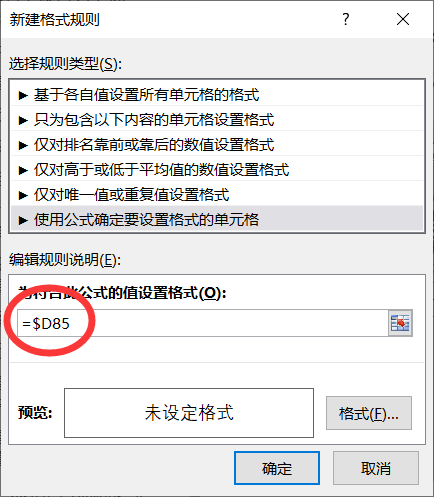 新建格式规则
选择规则类型(S):
► 基于各自值设置所有单元格的格式
► 只为包含以下内容的单元格设置格式
► 仅对排名靠前或靠后的数值设置格式
► 仅对高于或低于平均值的数值设置格式
► 仅对唯一值或重复值设置格式
► 使用公式确定要设置格式的单元格
编辑规则说明(E):
为符合此公式的值设置格式(O):
=$D85
预览:
未设定格式
格式(F)...
确定
取消